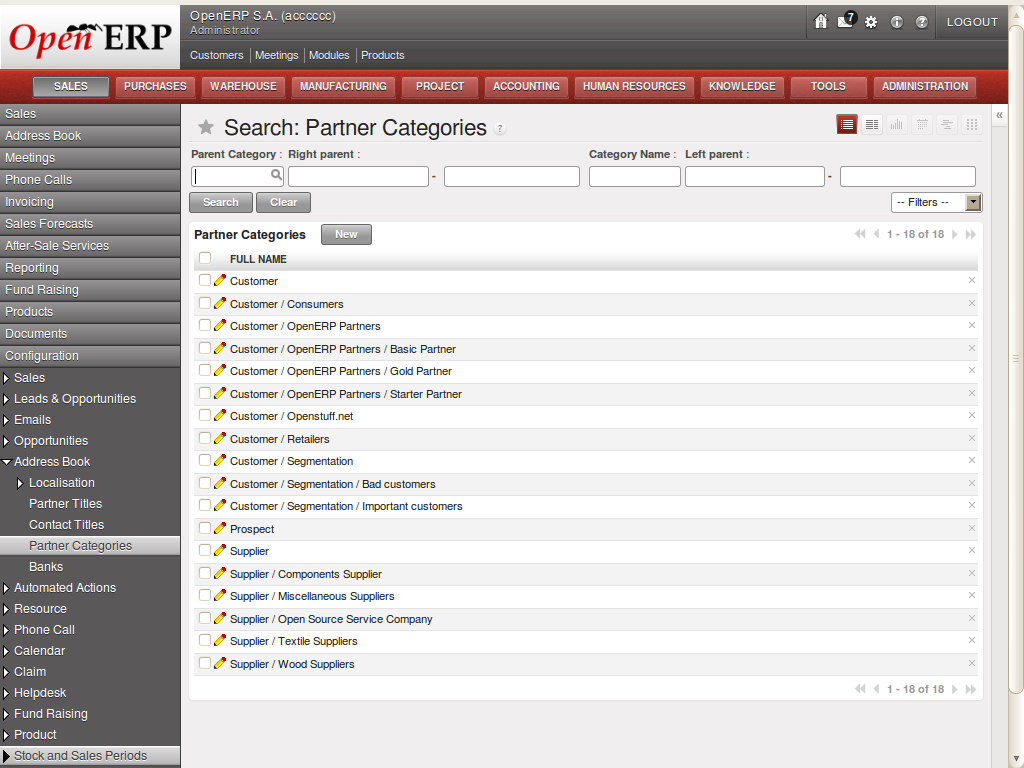 Open ERP
OpenERP S.A. (acccccc)
Administrator
7
LOGOUT
Customers Meetings Modules Products
SALES PURCHASES WAREHOUSE MANUFACTURING PROJECT ACCOUNTING HUMAN RESOURCES KNOWLEDGE TOOLS ADMINISTRATION
Sales
Address Book
Meetings
Phone Calls
Invoicing
Sales Forecasts
After-Sale Services
Reporting
Fund Raising
Products
Documents
Configuration
Sales
Leads & Opportunities
Emails
Opportunities
Address Book
Localisation
Partner Titles
Contact Titles
Partner Categories
Banks
Automated Actions
Resource
Phone Call
Calendar
Claim
Helpdesk
Fund Raising
Product
Stock and Sales Periods
Search: Partner Categories ?
«
Parent Category : Right parent : Category Name : Left parent :
- -
Search Clear -- Filters --
Partner Categories New 1 - 18 of 18
FULL NAME
Customer
Customer / Consumers
Customer / OpenERP Partners
Customer / OpenERP Partners / Basic Partner
Customer / OpenERP Partners / Gold Partner
Customer / OpenERP Partners / Starter Partner
Customer / Openstuff.net
Customer / Retailers
Customer / Segmentation
Customer / Segmentation / Bad customers
Customer / Segmentation / Important customers
Prospect
Supplier
Supplier / Components Supplier
Supplier / Miscellaneous Suppliers
Supplier / Open Source Service Company
Supplier / Textile Suppliers
Supplier / Wood Suppliers
1 - 18 of 18